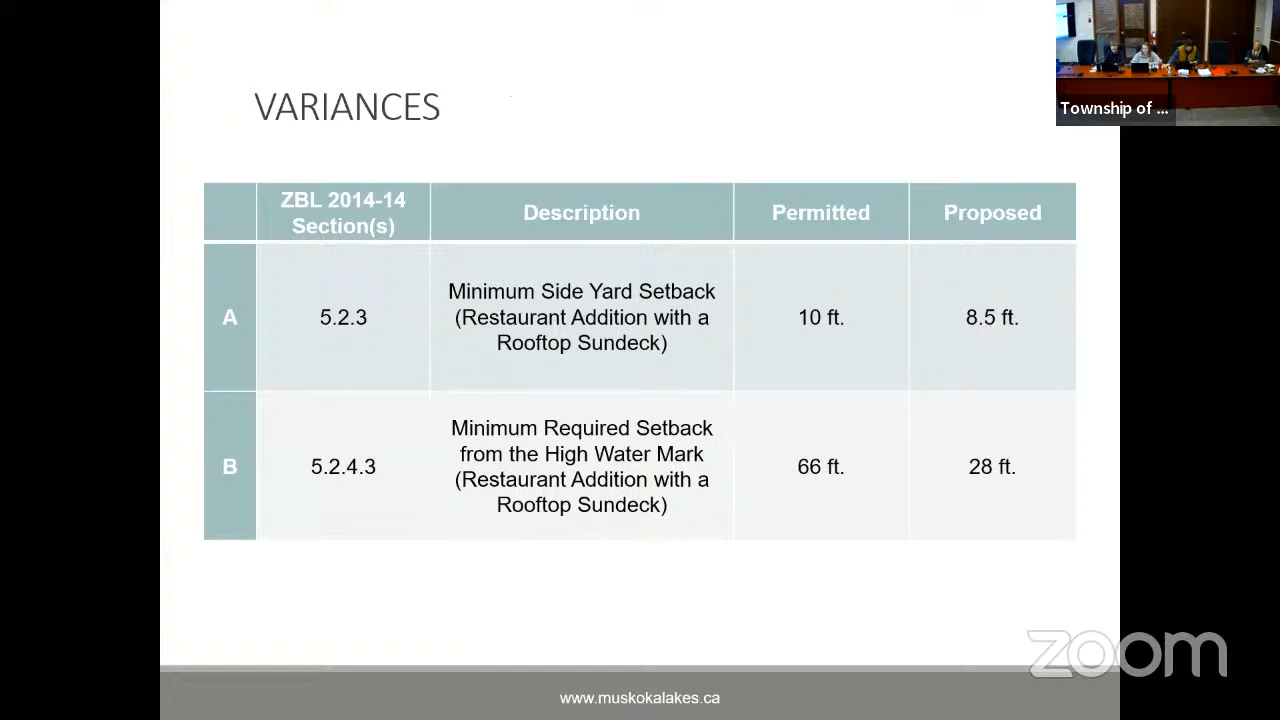 VARIANCES
Township of ...
ZBL 2014-14
Section(s)
Description
Permitted
Proposed
A
5.2.3
Minimum Side Yard Setback
(Restaurant Addition with a
Rooftop Sundeck)
10 ft.
8.5 ft.
B
5.2.4.3
Minimum Required Setback
from the High Water Mark
(Restaurant Addition with a
Rooftop Sundeck)
66 ft.
28 ft.
zoom
www.muskokalakes.ca